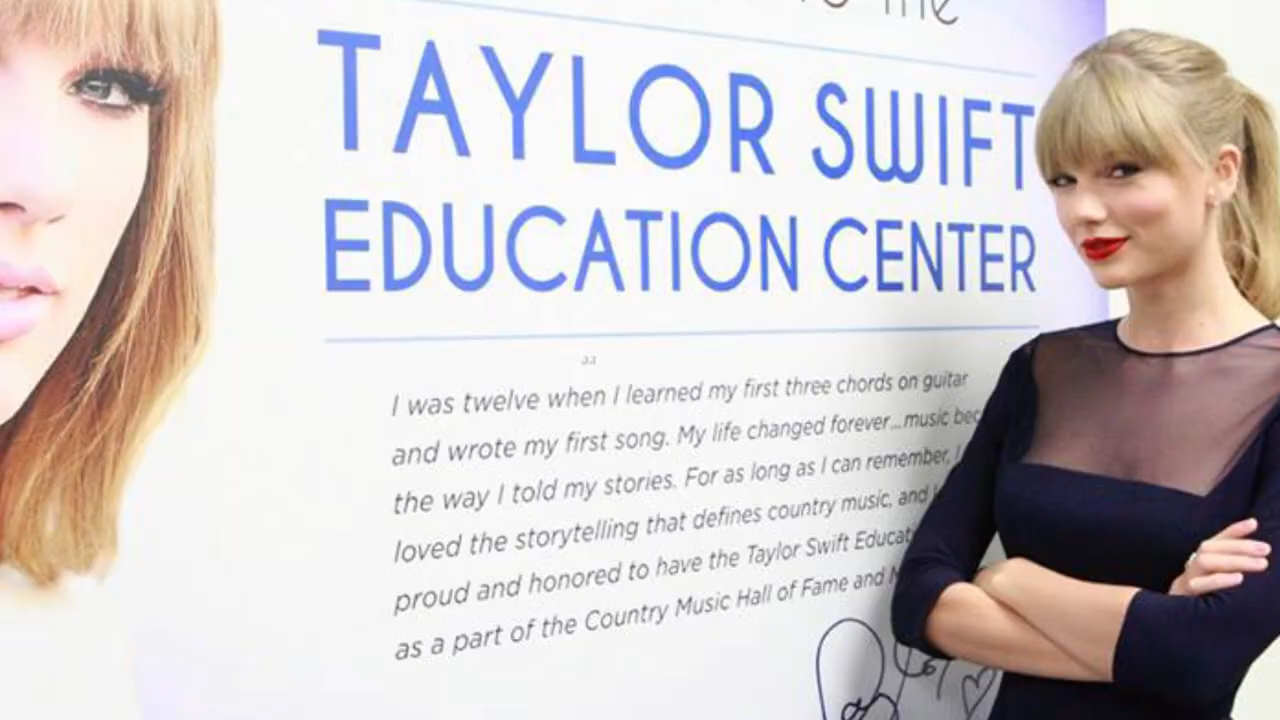 the
TAYLOR SWIFT
EDUCATION CENTER
I was twelve when I learned my first three chords on guitar
and wrote my first song. My life changed forever...music
the way I told my stories. For as long as I can remember, I
loved the storytelling that defines country music, and
proud and honored to have the Taylor Swift
as a part of the Country Music Hall of Fame and